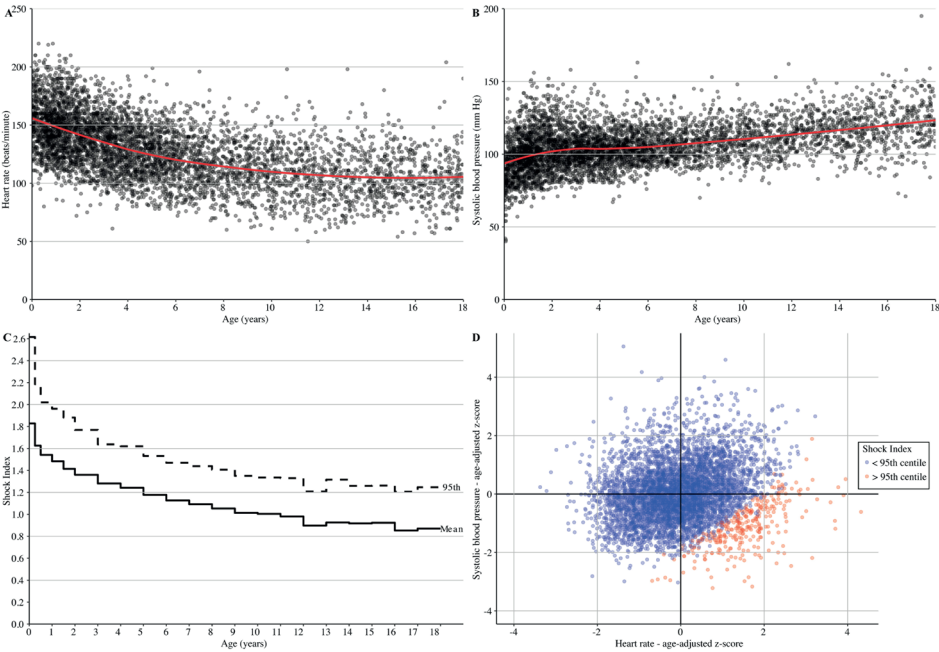 A
250
200
150
100
50
0
Heart rate (beats/minute)
0 2 4 6 8 10 12 14 16 18
Age (years)
B
200
150
100
50
0
Systolic blood pressure (mm Hg)
0 2 4 6 8 10 12 14 16 18
Age (years)
C
2.6
2.4
2.2
2.0
1.8
1.6
1.4
1.2
1.0
0.8
0.6
0.4
0.2
0.0
Shock Index
95th
Mean
0 1 2 3 4 5 6 7 8 9 10 11 12 13 14 15 16 17 18
Age (years)
D
4
2
0
-2
-4
Systolic blood pressure - age-adjusted z-score
-4 -2 0 2 4
Heart rate - age-adjusted z-score
Shock Index
< 95th centile
> 95th centile